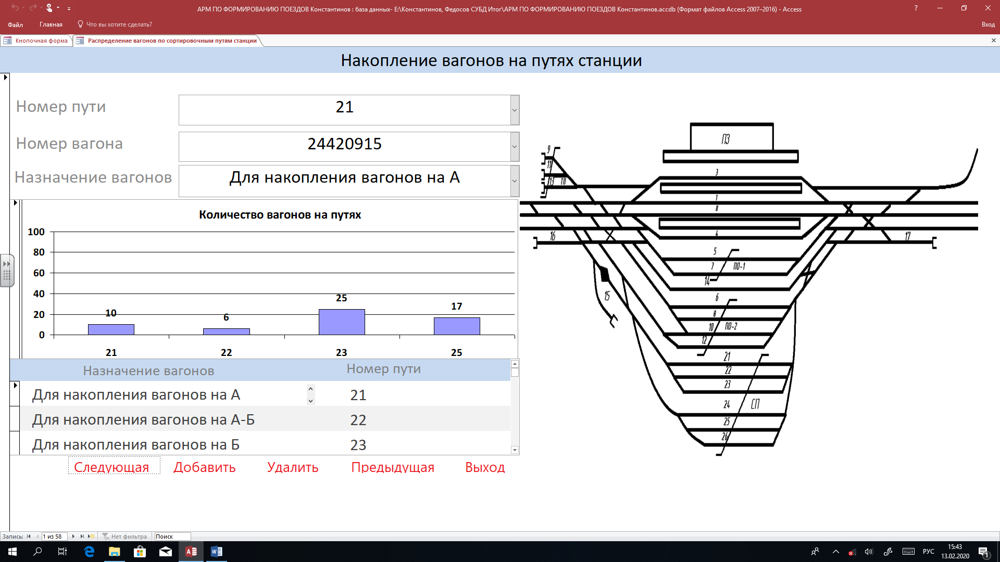 АРМ ПО ФОРМИРОВАНИЮ ПОЕЗДОВ Константинов : база данных- E:\Константинов, Федосов СУБД Итог\АРМ ПО ФОРМИРОВАНИЮ ПОЕЗДОВ Константинов.accdb (Формат файлов Access 2007–2016) - Access
?
Файл
Главная
Что вы хотите сделать?
Вход
Кнопочная форма
Распределение вагонов по сортировочным путям станции
Накопление вагонов на путях станции
Номер пути
21
Номер вагона
24420915
Назначение вагонов
Для накопления вагонов на А
Количество вагонов на путях
100
80
60
40
20
0
10
6
25
17
21
22
23
25
Назначение вагонов
Номер пути
Для накопления вагонов на А
21
Для накопления вагонов на А-Б
22
Для накопления вагонов на Б
23
Следующая
Добавить
Удалить
Предыдущая
Выход
ПЗ
9
11
13
ТП
3
1
II
4
16
17
5
7
ПО-1
14
15
6
8
10
ПО-2
12
21
22
23
24
СП
25
26
Запись:
1 из 58
Нет фильтра
Поиск
РУС
15:43
13.02.2020
1